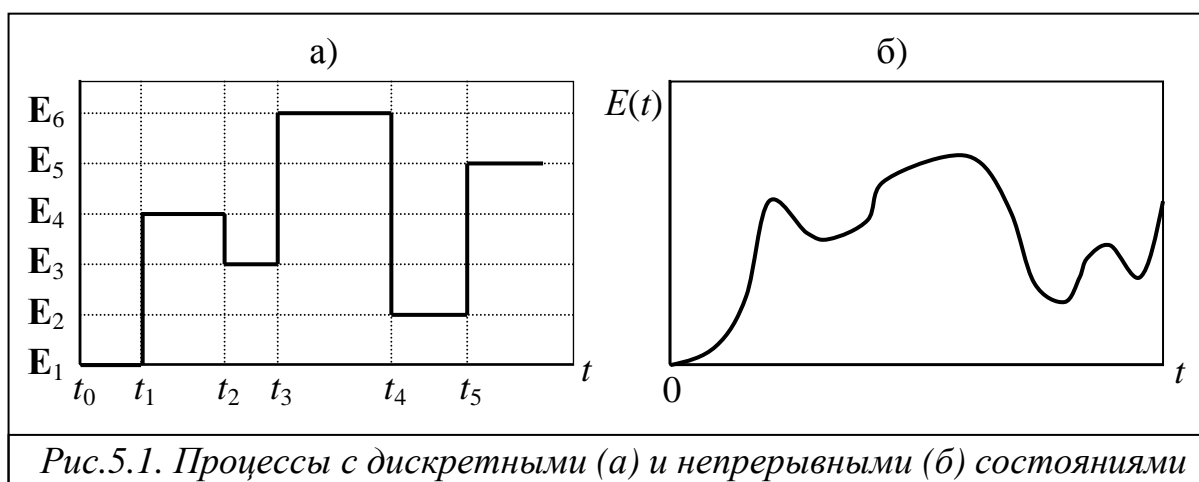 а)
E₆
E₅
E₄
E₃
E₂
E₁
t₀ t₁ t₂ t₃ t₄ t₅ t
б)
E(t)
0 t
Рис.5.1. Процессы с дискретными (а) и непрерывными (б) состояниями